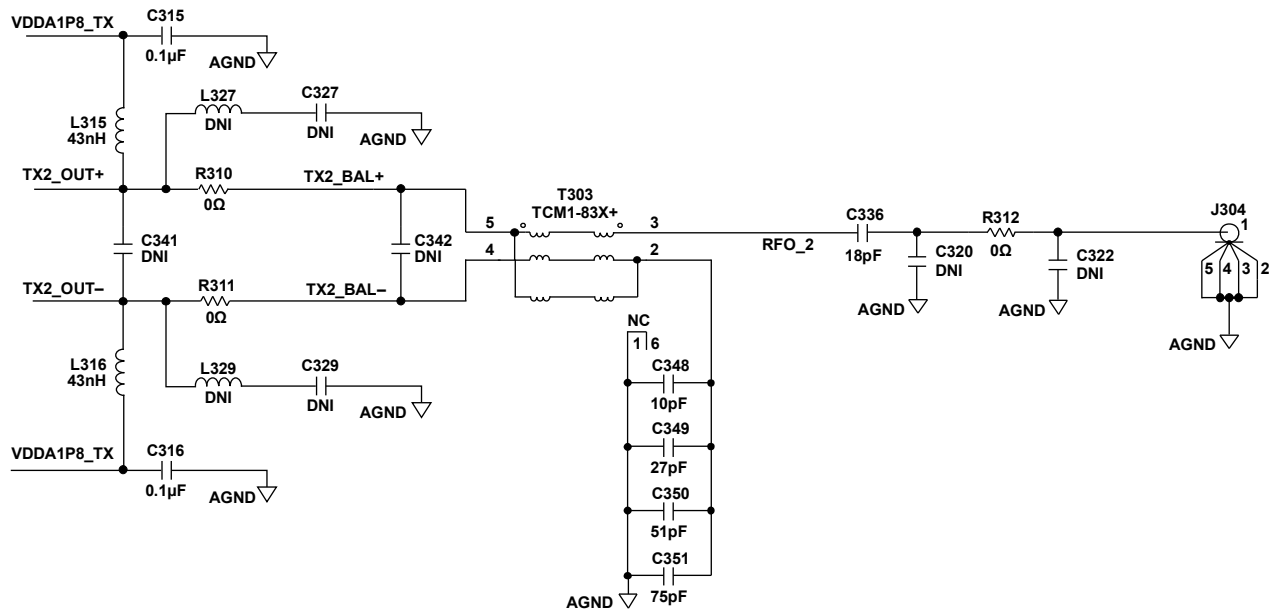 VDDA1P8_TX
C315
0.1µF
AGND
L327
DNI
C327
DNI
AGND
L315
43nH
TX2_OUT+
R310
0Ω
TX2_BAL+
T303
TCM1-83X+
5
3
4
2
C341
DNI
C342
DNI
RFO_2
C336
18pF
R312
0Ω
J304
1
C320
DNI
C322
DNI
5 4 3 2
AGND
AGND
AGND
TX2_OUT–
R311
0Ω
TX2_BAL–
NC
1 6
L316
43nH
L329
DNI
C329
DNI
AGND
C348
10pF
C349
27pF
C350
51pF
C351
75pF
AGND
VDDA1P8_TX
C316
0.1µF
AGND